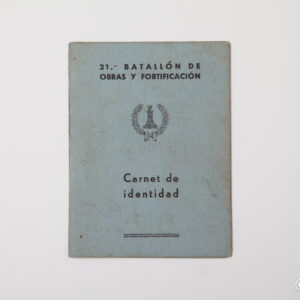 21.º BATALLÓN DE
OBRAS Y FORTIFICACIÓN
Carnet de
identidad